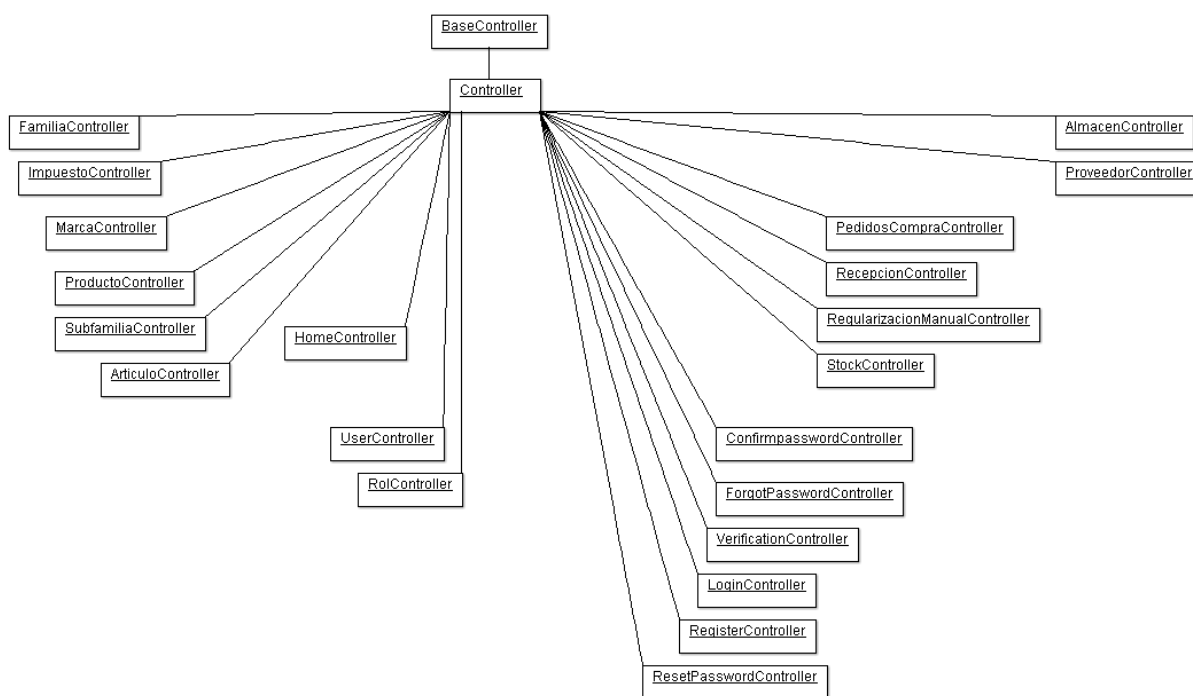 BaseController
Controller
FamiliaController
AlmacenController
ImpuestoController
ProveedorController
MarcaController
PedidosCompraController
ProductoController
RecepcionController
SubfamiliaController
HomeController
RegularizacionManualController
ArticuloController
StockController
UserController
ConfirmpasswordController
RolController
ForgotPasswordController
VerificationController
LoginController
RegisterController
ResetPasswordController